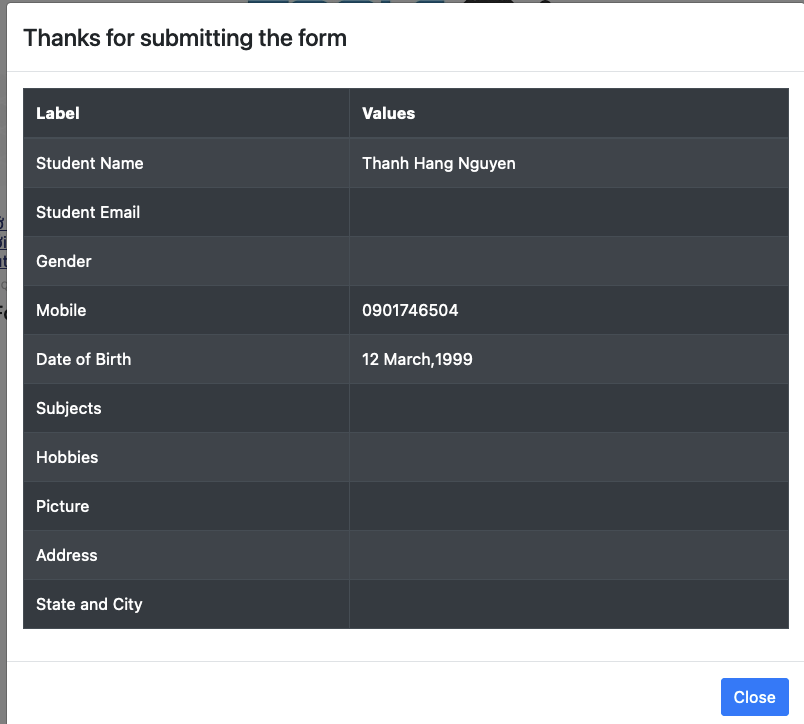 Thanks for submitting the form
Label Values
Student Name Thanh Hang Nguyen
Student Email
Gender
Mobile 0901746504
Date of Birth 12 March,1999
Subjects
Hobbies
Picture
Address
State and City
Close